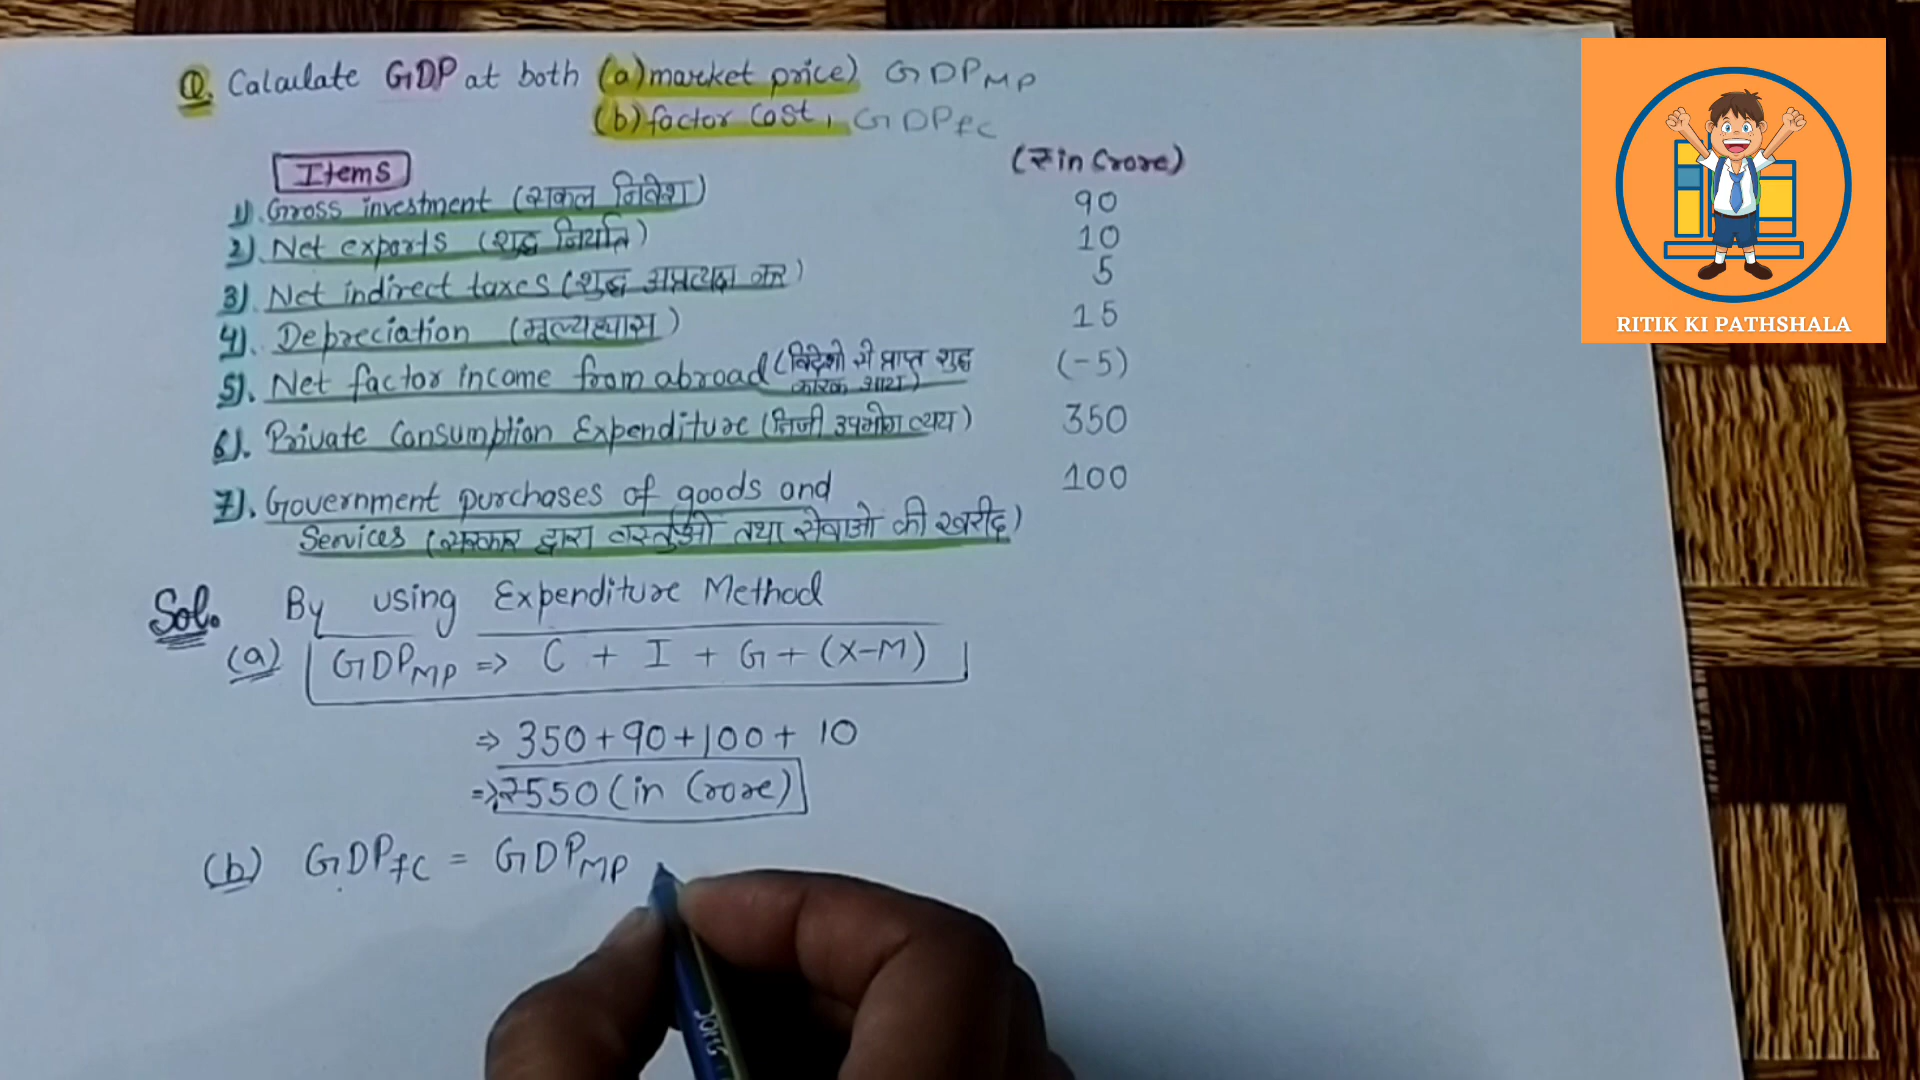 Q. Calculate GDP at both (a) market price) GDPMP
(b) factor Cost, GDPfc
Items (₹ in Crore)
1). Gross investment (सकल निवेश) 90
2). Net exports (शुद्ध निर्यात) 10
3). Net indirect taxes (शुद्ध अप्रत्यक्ष कर) 5
4). Depreciation (मूल्यह्रास) 15
5). Net factor income from abroad (विदेशो से प्राप्त शुद्ध (-5)
कारक आय)
6). Private Consumption Expenditure (निजी उपभोग व्यय) 350
7). Government purchases of goods and 100
Services (सरकार द्वारा वस्तुओ तथा सेवाओ की खरीद)
Sol. By using Expenditure Method
(a) GDPMP => C + I + G + (X-M)
=> 350+90+100+ 10
=> ₹550 (in Crore)
(b) GDPfc = GDPMP
RITIK KI PATHSHALA